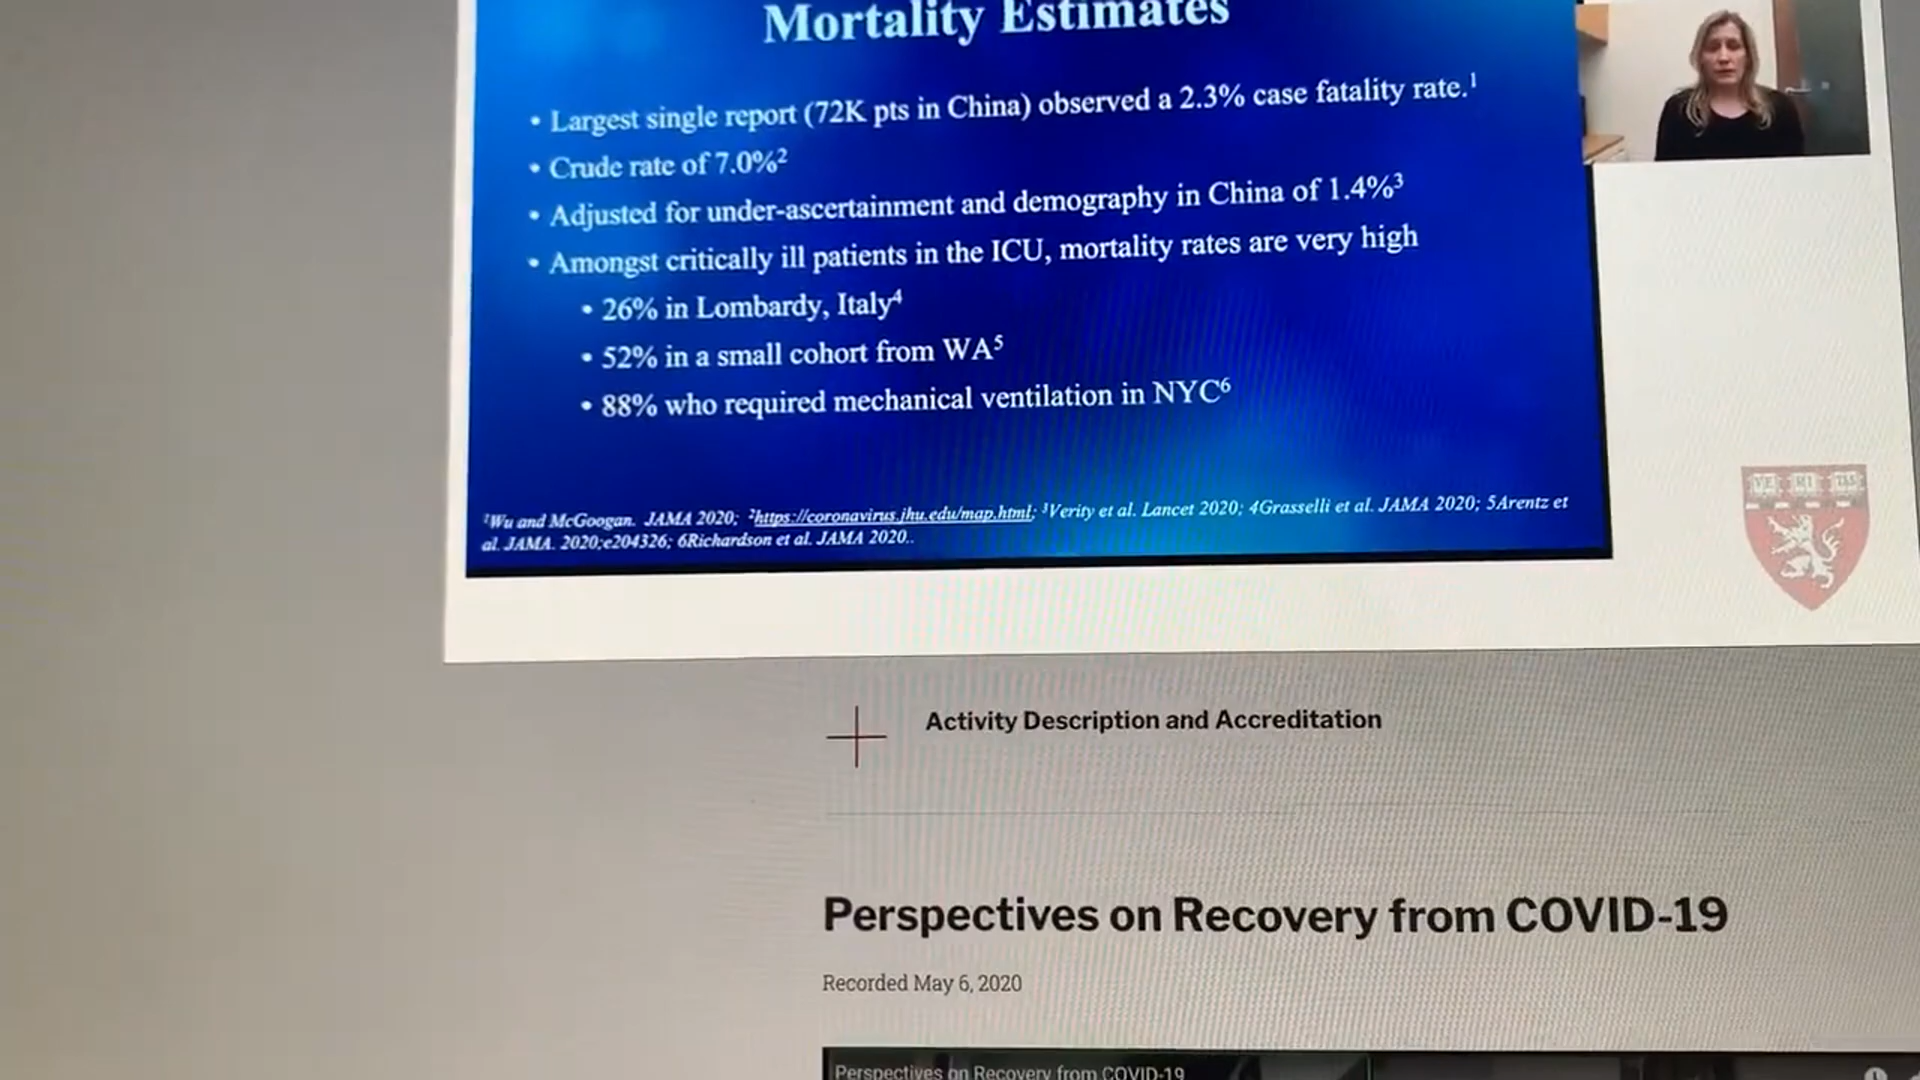 Mortality Estimates
• Largest single report (72K pts in China) observed a 2.3% case fatality rate.1
• Crude rate of 7.0%2
• Adjusted for under-ascertainment and demography in China of 1.4%3
• Amongst critically ill patients in the ICU, mortality rates are very high
• 26% in Lombardy, Italy4
• 52% in a small cohort from WA5
• 88% who required mechanical ventilation in NYC6
1Wu and McGoogan. JAMA 2020; 2https://coronavirus.jhu.edu/map.html; 3Verity et al. Lancet 2020; 4Grasselli et al. JAMA 2020; 5Arentz et
al. JAMA. 2020;e204326; 6Richardson et al. JAMA 2020..
VE RI TAS
Activity Description and Accreditation
Perspectives on Recovery from COVID-19
Recorded May 6, 2020
Perspectives on Recovery from COVID-19